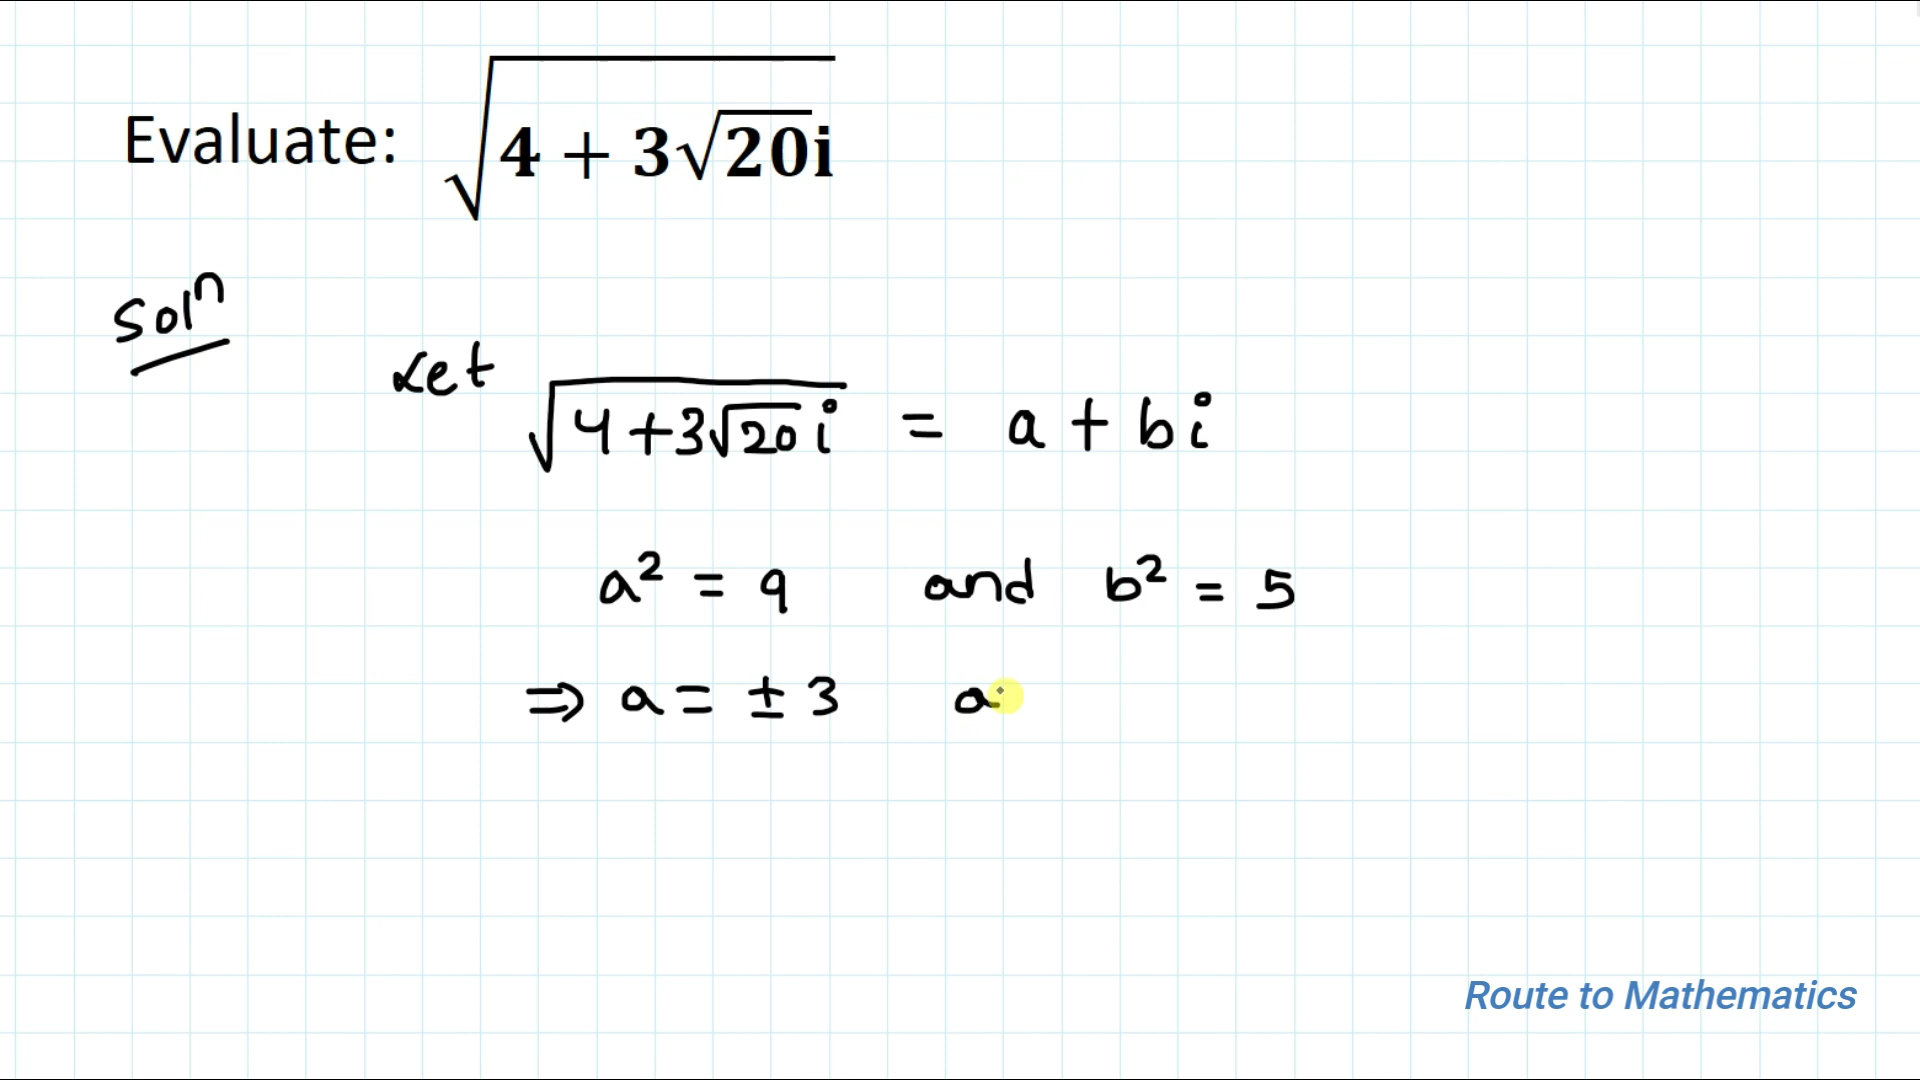 Evaluate: √(4 + 3√20i)
Solⁿ
Let √(4+3√20 i) = a + bi
a² = 9 and b² = 5
⇒ a = ± 3 a
Route to Mathematics